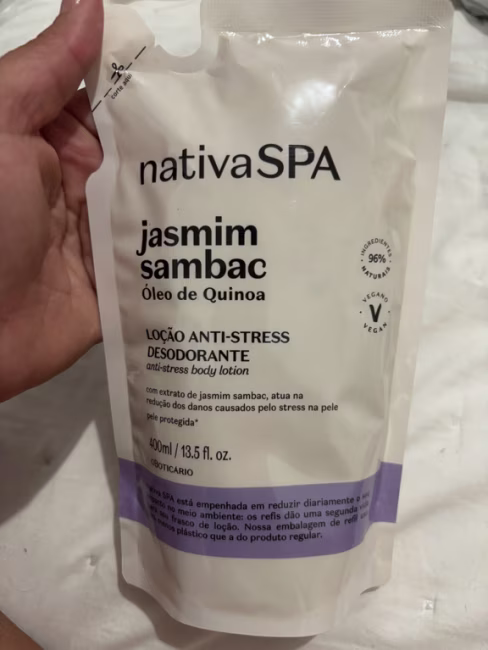 corte aqui
nativaSPA
jasmim
sambac
Óleo de Quinoa
INGREDIENTES
96%
NATURAIS
VEGANO
V
VEGAN
LOÇÃO ANTI-STRESS
DESODORANTE
anti-stress body lotion
com extrato de jasmim sambac, atua na
redução dos danos causados pelo stress na pele
pele protegida*
400ml / 13.5 fl. oz.
BOTICÁRIO
SPA está empenhada em reduzir diariamente o
no meio ambiente: os refis dão uma segunda
frasco de loção. Nossa embalagem de refil
plástico que a do produto regular.